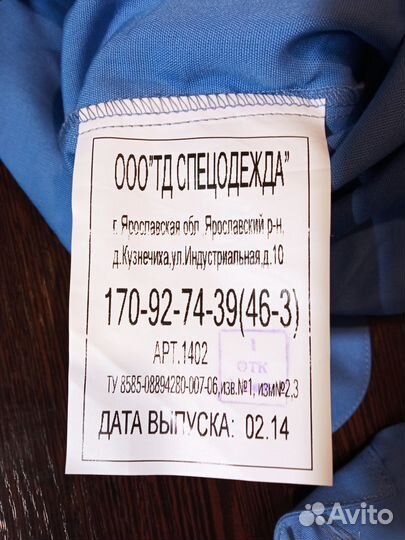 ООО"ТД СПЕЦОДЕЖДА"
г. Ярославская обл. Ярославский р-н,
д.Кузнечиха,ул.Индустриальная,д.10
170-92-74-39(46-3)
АРТ.1402
1
ОТК
ТУ 8585-08894280-007-06,изв.№1, изм№2,3
ДАТА ВЫПУСКА: 02.14
Avito